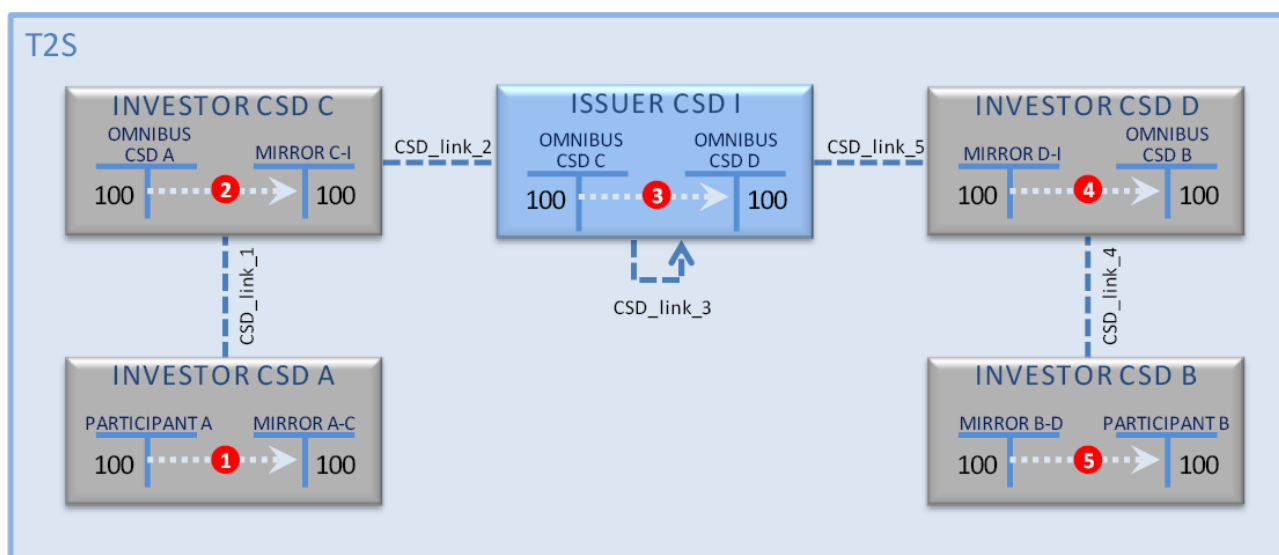 T2S
INVESTOR CSD C
OMNIBUS
CSD A
MIRROR C-I
100
2
100
CSD_link_2
ISSUER CSD I
OMNIBUS
CSD C
OMNIBUS
CSD D
100
3
100
CSD_link_5
INVESTOR CSD D
MIRROR D-I
OMNIBUS
CSD B
100
4
100
CSD_link_1
CSD_link_3
CSD_link_4
INVESTOR CSD A
PARTICIPANT A
MIRROR A-C
100
1
100
INVESTOR CSD B
MIRROR B-D
PARTICIPANT B
100
5
100